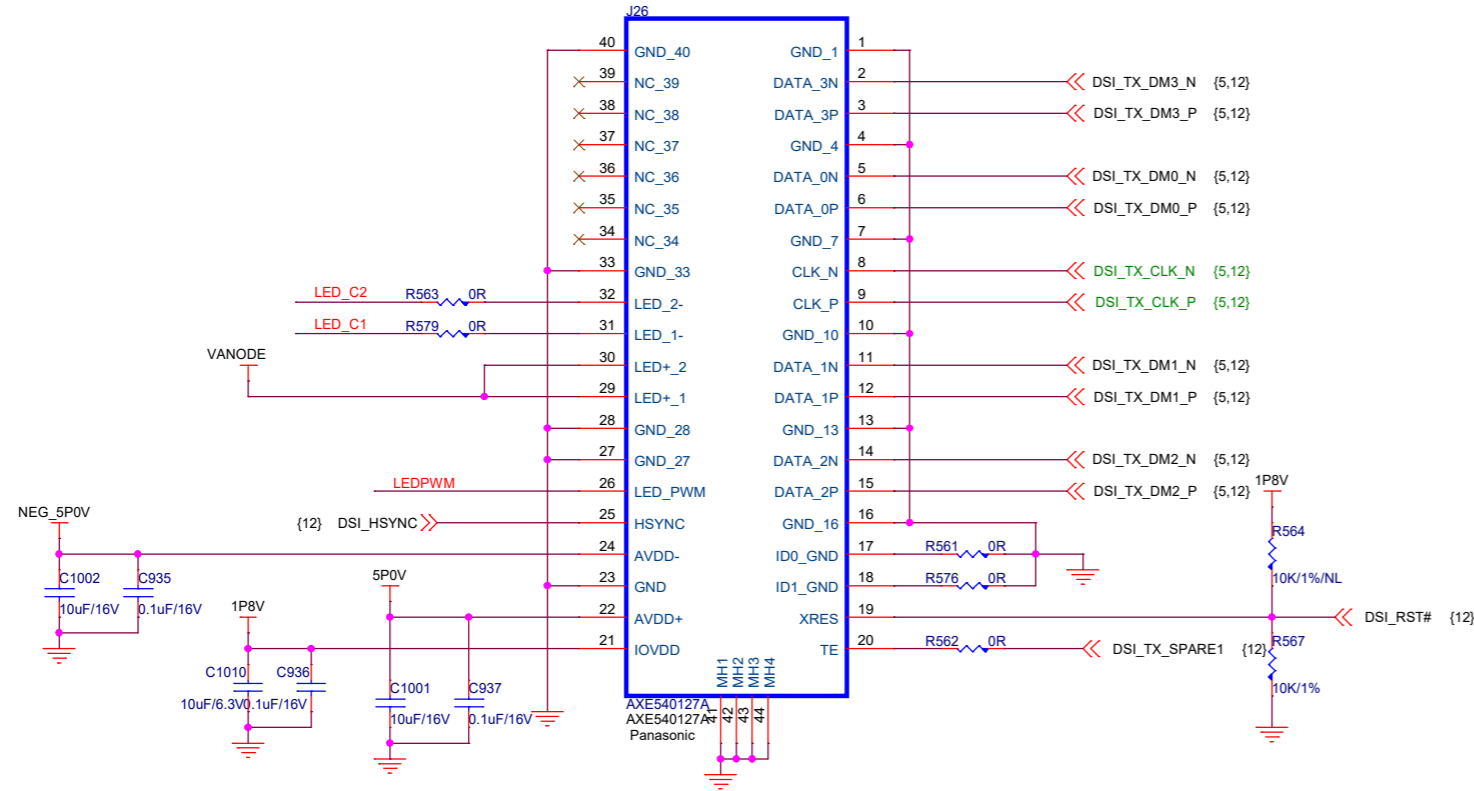 J26
40 GND_40 GND_1 1
39 NC_39 DATA_3N 2 DSI_TX_DM3_N {5,12}
38 NC_38 DATA_3P 3 DSI_TX_DM3_P {5,12}
37 NC_37 GND_4 4
36 NC_36 DATA_0N 5 DSI_TX_DM0_N {5,12}
35 NC_35 DATA_0P 6 DSI_TX_DM0_P {5,12}
34 NC_34 GND_7 7
33 GND_33 CLK_N 8 DSI_TX_CLK_N {5,12}
LED_C2 R563 0R 32 LED_2- CLK_P 9 DSI_TX_CLK_P {5,12}
LED_C1 R579 0R 31 LED_1- GND_10 10
VANODE 30 LED+_2 DATA_1N 11 DSI_TX_DM1_N {5,12}
29 LED+_1 DATA_1P 12 DSI_TX_DM1_P {5,12}
28 GND_28 GND_13 13
27 GND_27 DATA_2N 14 DSI_TX_DM2_N {5,12}
LEDPWM 26 LED_PWM DATA_2P 15 DSI_TX_DM2_P {5,12}
1P8V
NEG_5P0V
{12} DSI_HSYNC 25 HSYNC GND_16 16
R564
24 AVDD- ID0_GND 17 R561 0R
C1002 C935 5P0V 23 GND ID1_GND 18 R576 0R 10K/1%/NL
10uF/16V 0.1uF/16V 1P8V 22 AVDD+ XRES 19 DSI_RST# {12}
21 IOVDD TE 20 R562 0R DSI_TX_SPARE1 {12} R567
C1010 C936
C1001 C937 MH1 MH2 MH3 MH4 10K/1%
10uF/6.3V 0.1uF/16V
10uF/16V 0.1uF/16V
AXE540127A 41 42 43 44
AXE540127A
Panasonic